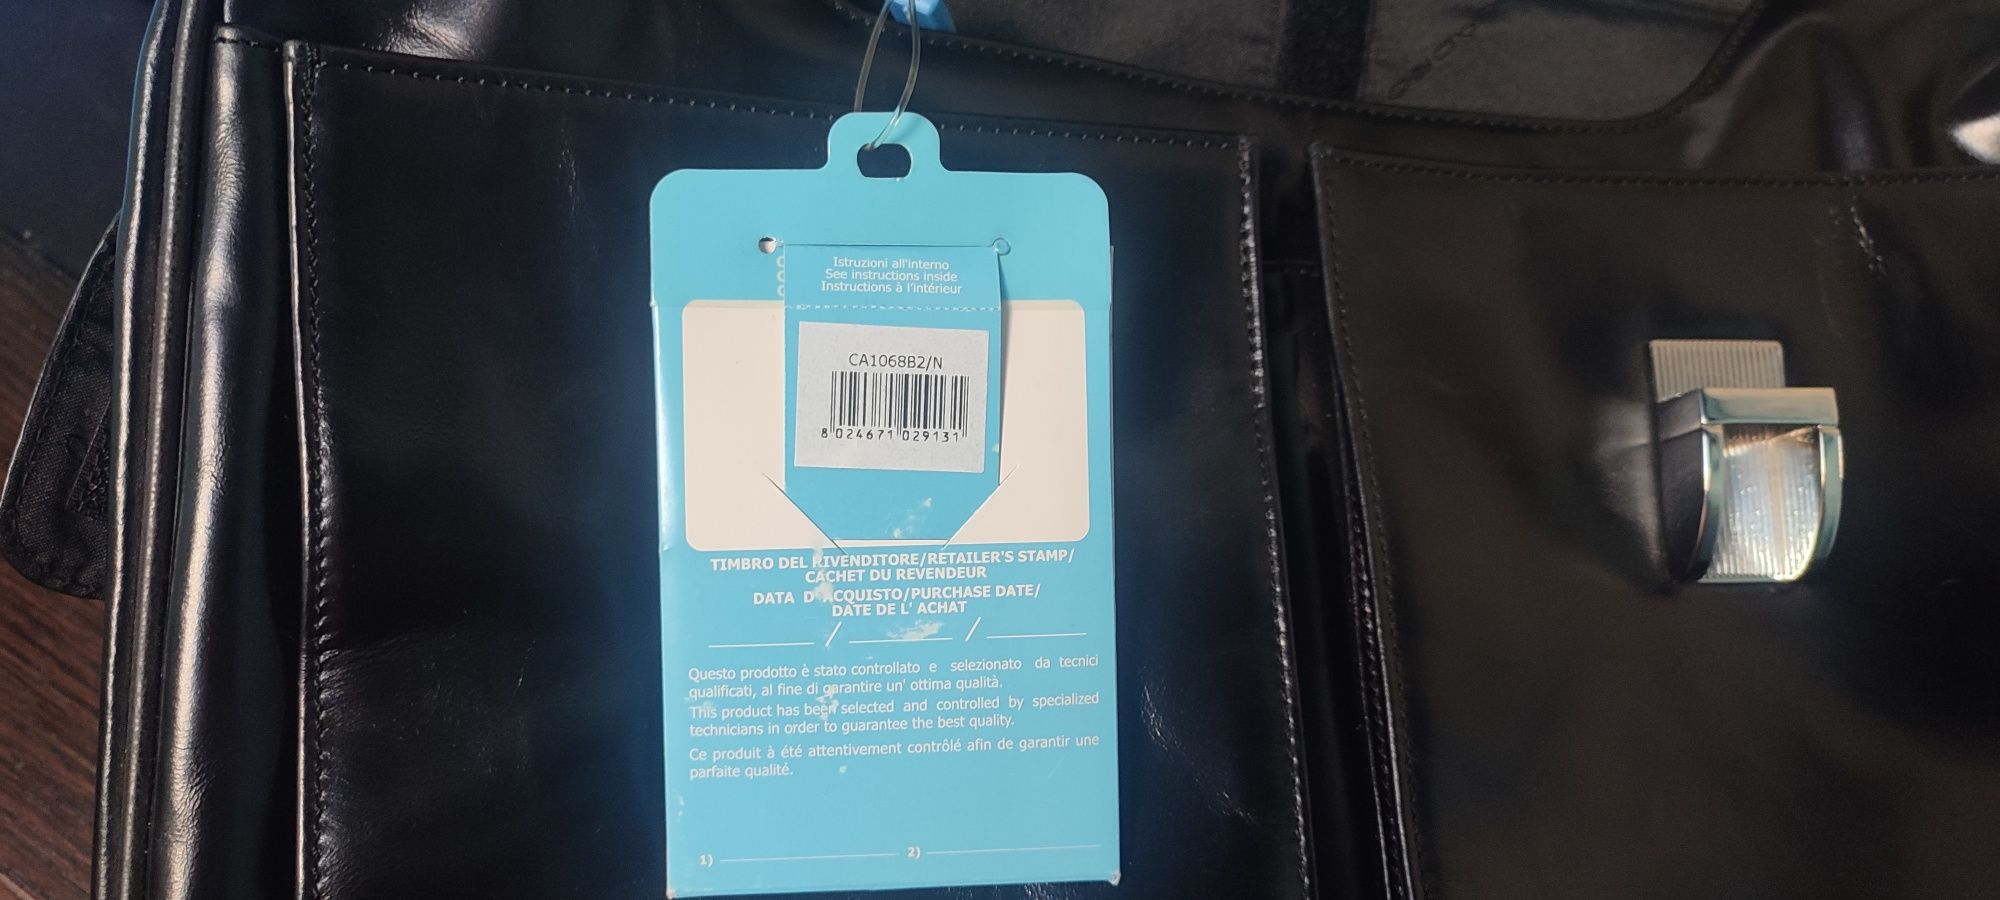 Istruzioni all'interno
See instructions inside
Instructions à l'intérieur
CA1068B2/N
8 024671 029131
TIMBRO DEL RIVENDITORE/RETAILER'S STAMP/
CACHET DU REVENDEUR
DATA D'ACQUISTO/PURCHASE DATE/
DATE DE L' ACHAT
/ /
Questo prodotto è stato controllato e selezionato da tecnici
qualificati, al fine di garantire un' ottima qualità.
This product has been selected and controlled by specialized
technicians in order to guarantee the best quality.
Ce produit à été attentivement contrôlé afin de garantir une
parfaite qualité.
1) 2)